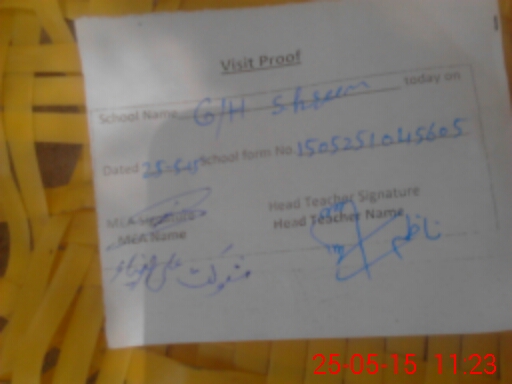 Visit Proof
School Name G/H Shreen today on
Dated 25-5-15 School form No. 1505251045605
MEA Signature Head Teacher Signature
MEA Name Head Teacher Name
ناظم
25-05-15 11:23